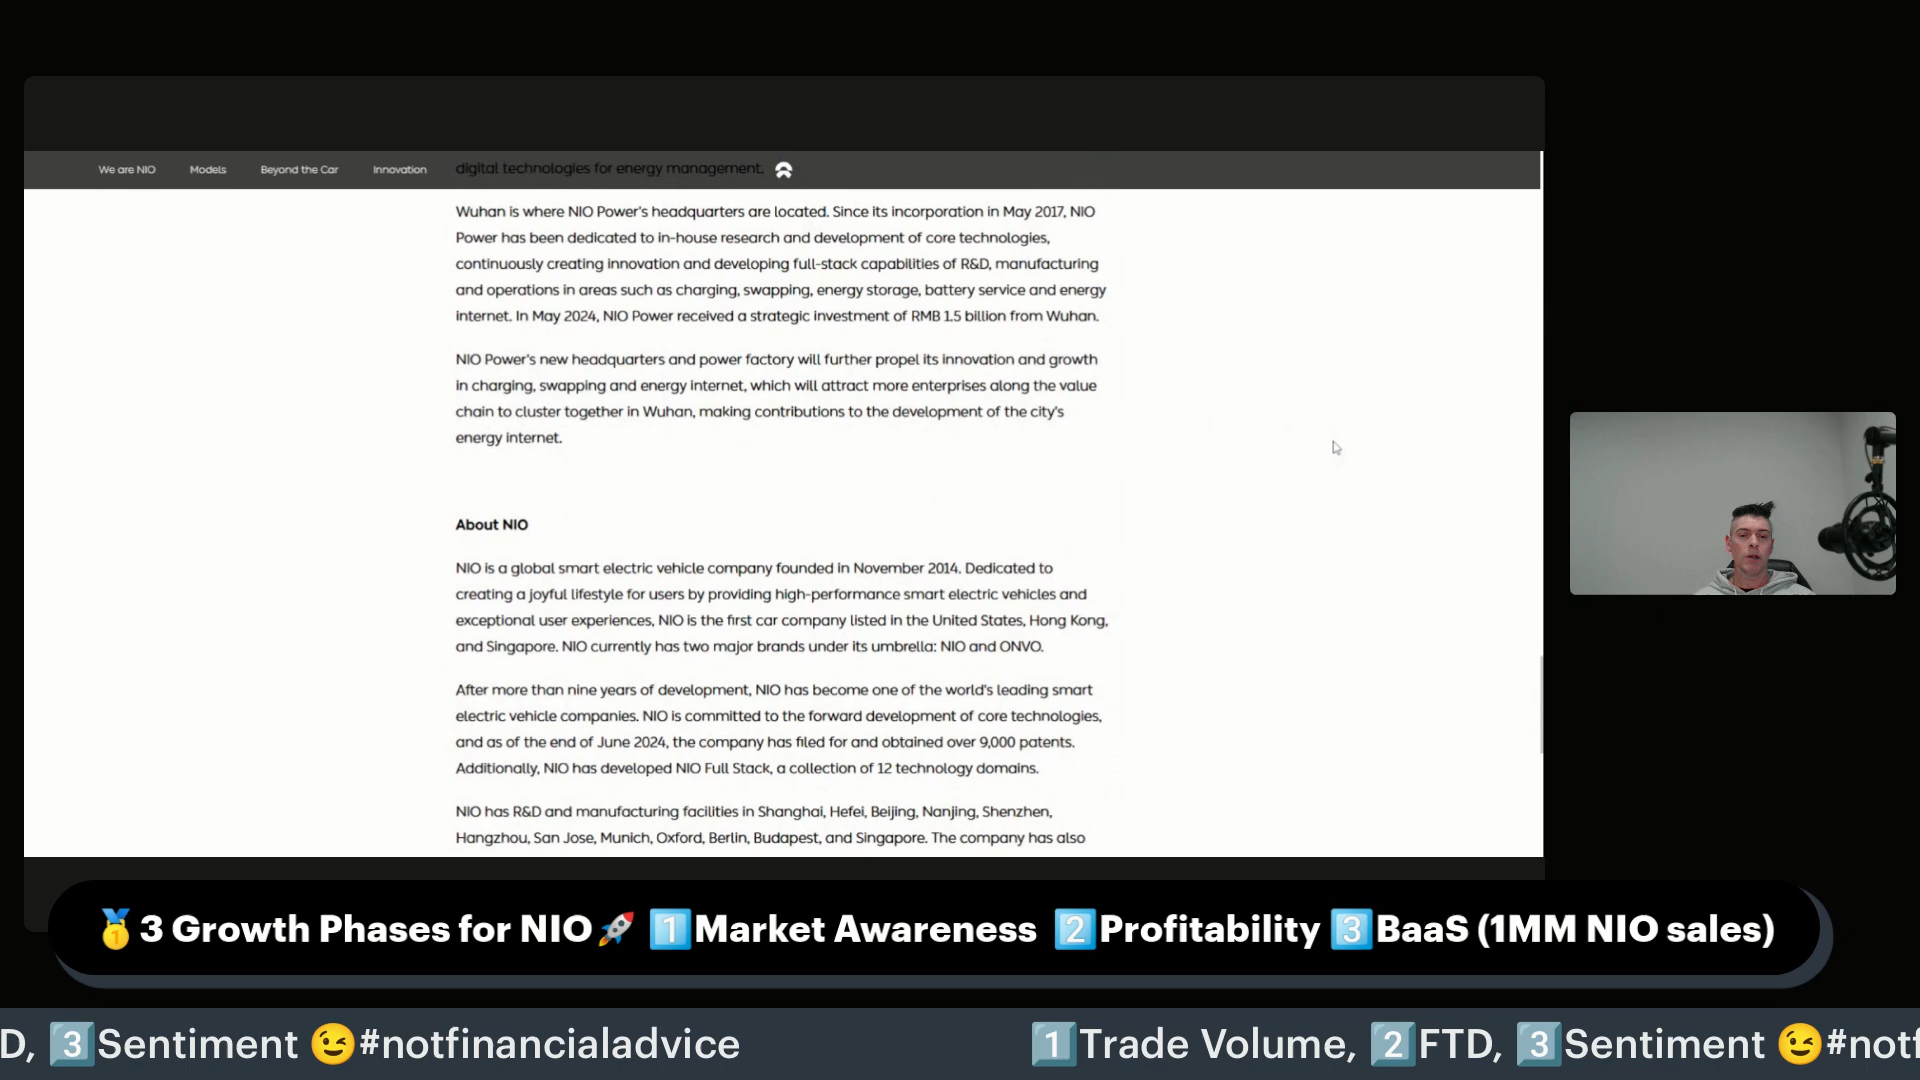 We are NIO Models Beyond the Car Innovation digital technologies for energy management.
Wuhan is where NIO Power's headquarters are located. Since its incorporation in May 2017, NIO
Power has been dedicated to in-house research and development of core technologies,
continuously creating innovation and developing full-stack capabilities of R&D, manufacturing
and operations in areas such as charging, swapping, energy storage, battery service and energy
internet. In May 2024, NIO Power received a strategic investment of RMB 1.5 billion from Wuhan.
NIO Power's new headquarters and power factory will further propel its innovation and growth
in charging, swapping and energy internet, which will attract more enterprises along the value
chain to cluster together in Wuhan, making contributions to the development of the city's
energy internet.
About NIO
NIO is a global smart electric vehicle company founded in November 2014. Dedicated to
creating a joyful lifestyle for users by providing high-performance smart electric vehicles and
exceptional user experiences, NIO is the first car company listed in the United States, Hong Kong,
and Singapore. NIO currently has two major brands under its umbrella: NIO and ONVO.
After more than nine years of development, NIO has become one of the world's leading smart
electric vehicle companies. NIO is committed to the forward development of core technologies,
and as of the end of June 2024, the company has filed for and obtained over 9,000 patents.
Additionally, NIO has developed NIO Full Stack, a collection of 12 technology domains.
NIO has R&D and manufacturing facilities in Shanghai, Hefei, Beijing, Nanjing, Shenzhen,
Hangzhou, San Jose, Munich, Oxford, Berlin, Budapest, and Singapore. The company has also
🥇3 Growth Phases for NIO🚀 1️⃣Market Awareness 2️⃣Profitability 3️⃣BaaS (1MM NIO sales)
D, 3️⃣Sentiment 😉#notfinancialadvice 1️⃣Trade Volume, 2️⃣FTD, 3️⃣Sentiment 😉#notf